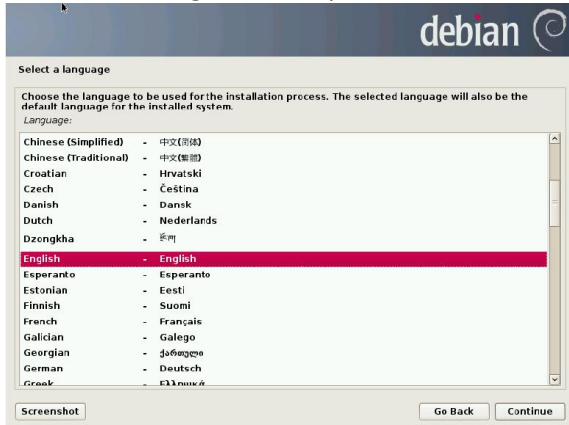 debian
Select a language
Choose the language to be used for the installation process. The selected language will also be the
default language for the installed system.
Language:
Chinese (Simplified) - 中文(简体)
Chinese (Traditional) - 中文(繁體)
Croatian - Hrvatski
Czech - Čeština
Danish - Dansk
Dutch - Nederlands
Dzongkha - རྫོང་ཁ།
English - English
Esperanto - Esperanto
Estonian - Eesti
Finnish - Suomi
French - Français
Galician - Galego
Georgian - ქართული
German - Deutsch
Greek - Ελληνικά
Screenshot Go Back Continue